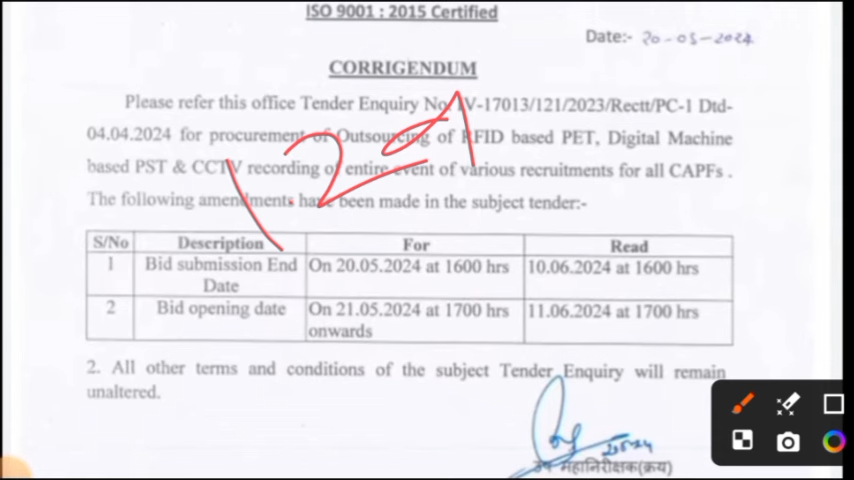 ISO 9001 : 2015 Certified
Date:- 20-05-2024
CORRIGENDUM
Please refer this office Tender Enquiry No. IV-17013/121/2023/Rectt/PC-1 Dtd-
04.04.2024 for procurement of Outsourcing of RFID based PET, Digital Machine
based PST & CCTV recording of entire event of various recruitments for all CAPFs .
The following amendments have been made in the subject tender:-
S/No Description For Read
1 Bid submission End Date On 20.05.2024 at 1600 hrs 10.06.2024 at 1600 hrs
2 Bid opening date On 21.05.2024 at 1700 hrs onwards 11.06.2024 at 1700 hrs
2. All other terms and conditions of the subject Tender Enquiry will remain
unaltered.
उप महानिरीक्षक(क्रय)